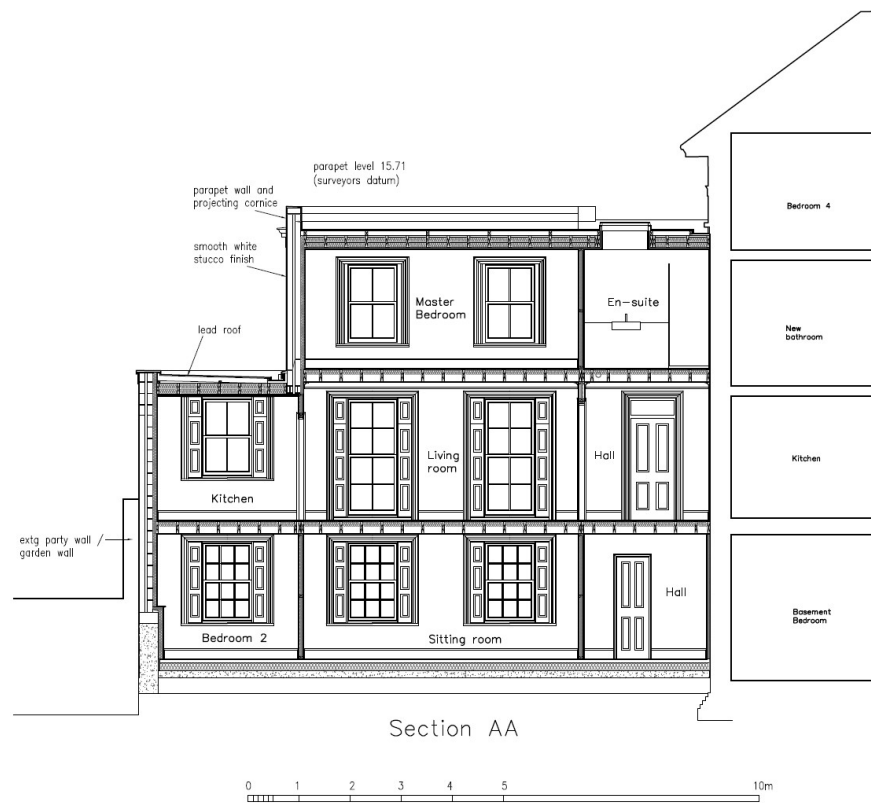 parapet level 15.71
(surveyors datum)
parapet wall and
projecting cornice
smooth white
stucco finish
lead roof
extg party wall /
garden wall
Master
Bedroom
En-suite
Kitchen
Living
room
Hall
Bedroom 2
Sitting room
Hall
Bedroom 4
New
bathroom
Kitchen
Basement
Bedroom
Section AA
0 1 2 3 4 5 10m